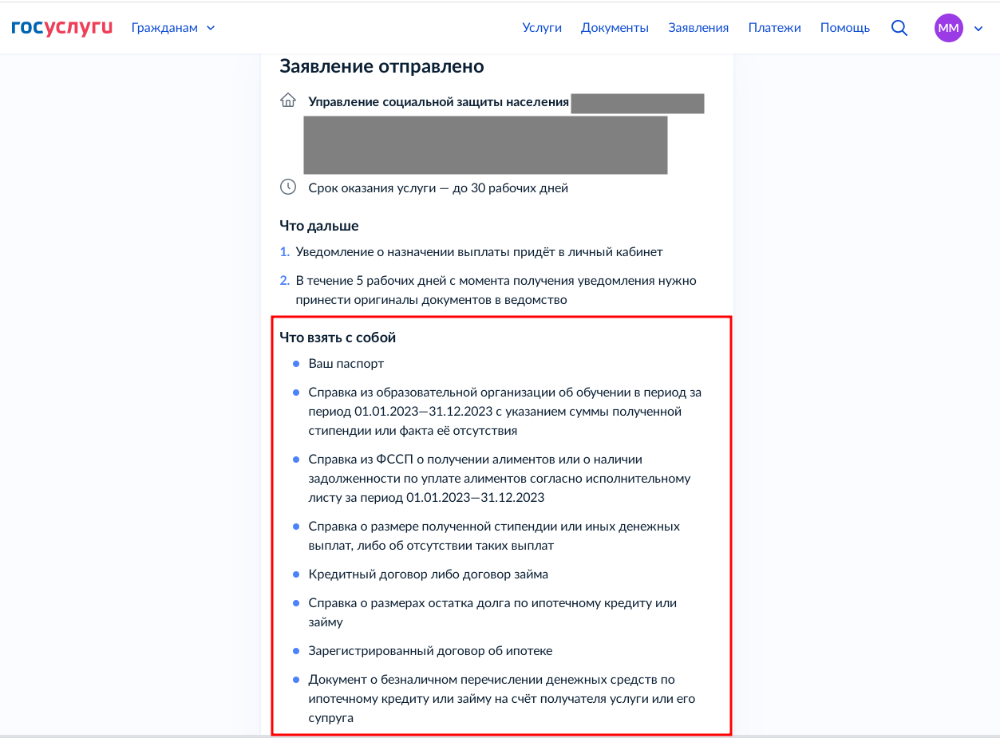 госуслуги Гражданам Услуги Документы Заявления Платежи Помощь ММ
Заявление отправлено
Управление социальной защиты населения
Срок оказания услуги — до 30 рабочих дней
Что дальше
1. Уведомление о назначении выплаты придёт в личный кабинет
2. В течение 5 рабочих дней с момента получения уведомления нужно
принести оригиналы документов в ведомство
Что взять с собой
Ваш паспорт
Справка из образовательной организации об обучении в период за
период 01.01.2023—31.12.2023 с указанием суммы полученной
стипендии или факта её отсутствия
Справка из ФССП о получении алиментов или о наличии
задолженности по уплате алиментов согласно исполнительному
листу за период 01.01.2023—31.12.2023
Справка о размере полученной стипендии или иных денежных
выплат, либо об отсутствии таких выплат
Кредитный договор либо договор займа
Справка о размерах остатка долга по ипотечному кредиту или
займу
Зарегистрированный договор об ипотеке
Документ о безналичном перечислении денежных средств по
ипотечному кредиту или займу на счёт получателя услуги или его
супруга